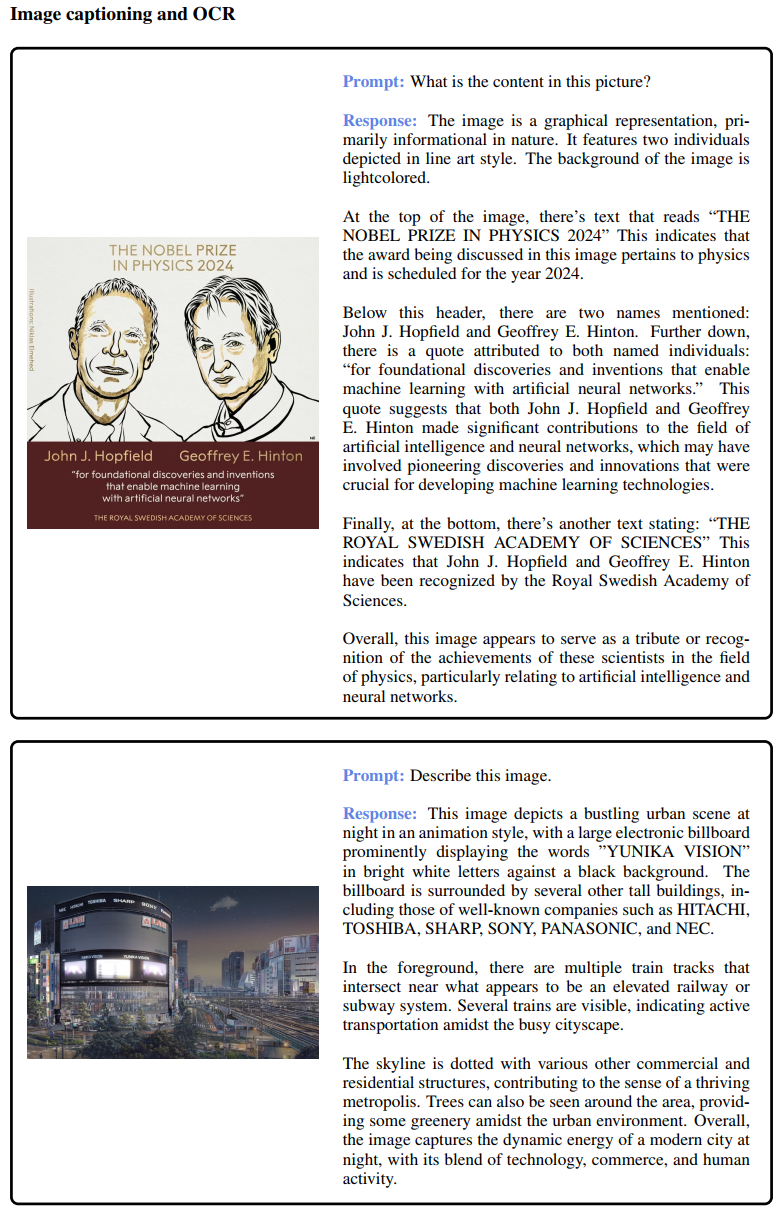 Image captioning and OCR
THE NOBEL PRIZE
IN PHYSICS 2024
Illustrations: Niklas Elmehed
John J. Hopfield Geoffrey E. Hinton
"for foundational discoveries and inventions
that enable machine learning
with artificial neural networks"
THE ROYAL SWEDISH ACADEMY OF SCIENCES
Prompt: What is the content in this picture?
Response: The image is a graphical representation, pri-
marily informational in nature. It features two individuals
depicted in line art style. The background of the image is
lightcolored.
At the top of the image, there's text that reads “THE
NOBEL PRIZE IN PHYSICS 2024” This indicates that
the award being discussed in this image pertains to physics
and is scheduled for the year 2024.
Below this header, there are two names mentioned:
John J. Hopfield and Geoffrey E. Hinton. Further down,
there is a quote attributed to both named individuals:
“for foundational discoveries and inventions that enable
machine learning with artificial neural networks.” This
quote suggests that both John J. Hopfield and Geoffrey
E. Hinton made significant contributions to the field of
artificial intelligence and neural networks, which may have
involved pioneering discoveries and innovations that were
crucial for developing machine learning technologies.
Finally, at the bottom, there's another text stating: “THE
ROYAL SWEDISH ACADEMY OF SCIENCES” This
indicates that John J. Hopfield and Geoffrey E. Hinton
have been recognized by the Royal Swedish Academy of
Sciences.
Overall, this image appears to serve as a tribute or recog-
nition of the achievements of these scientists in the field
of physics, particularly relating to artificial intelligence and
neural networks.
NEC HITACHI TOSHIBA SHARP SONY
YUNIKA VISION
Prompt: Describe this image.
Response: This image depicts a bustling urban scene at
night in an animation style, with a large electronic billboard
prominently displaying the words ”YUNIKA VISION”
in bright white letters against a black background. The
billboard is surrounded by several other tall buildings, in-
cluding those of well-known companies such as HITACHI,
TOSHIBA, SHARP, SONY, PANASONIC, and NEC.
In the foreground, there are multiple train tracks that
intersect near what appears to be an elevated railway or
subway system. Several trains are visible, indicating active
transportation amidst the busy cityscape.
The skyline is dotted with various other commercial and
residential structures, contributing to the sense of a thriving
metropolis. Trees can also be seen around the area, provid-
ing some greenery amidst the urban environment. Overall,
the image captures the dynamic energy of a modern city at
night, with its blend of technology, commerce, and human
activity.